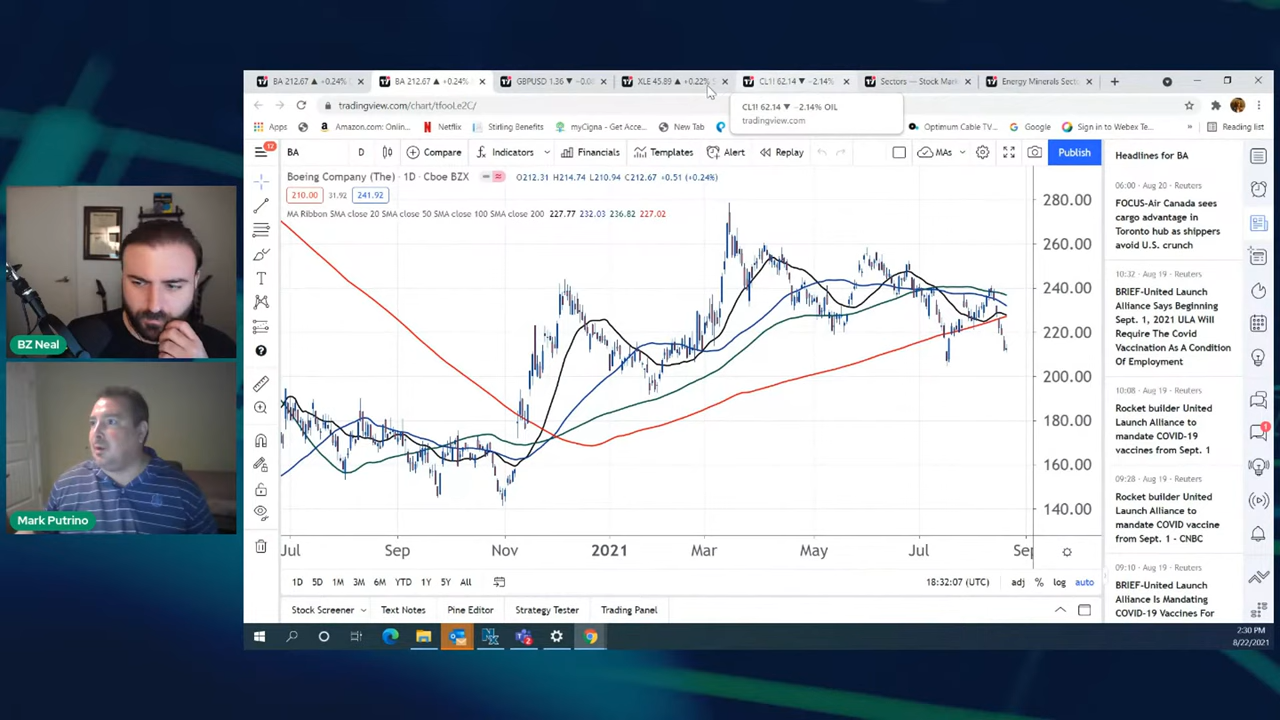 BA 212.67 ▲ +0.24%
BA 212.67 ▲ +0.24%
GBPUSD 1.36 ▼ −0.0
XLE 45.89 ▲ +0.22%
CL1! 62.14 ▼ −2.14%
Sectors — Stock Mark
Energy Minerals Sect
tradingview.com/chart/tfooLe2C/
CL1! 62.14 ▼ −2.14% OIL
tradingview.com
Apps
Amazon.com: Onlin...
Netflix
Stirling Benefits
myCigna - Get Acce...
New Tab
Optimum Cable TV...
Google
Sign in to Webex Te...
»
Reading list
12
BA
D
Compare
Indicators
Financials
Templates
Alert
Replay
MAs
Publish
Boeing Company (The) · 1D · Cboe BZX
O212.31 H214.74 L210.94 C212.67 +0.51 (+0.24%)
210.00
31.92
241.92
MA Ribbon SMA close 20 SMA close 50 SMA close 100 SMA close 200 227.77 232.03 236.82 227.02
280.00
260.00
240.00
220.00
200.00
180.00
160.00
140.00
Jul
Sep
Nov
2021
Mar
May
Jul
Sep
1D 5D 1M 3M 6M YTD 1Y 5Y All
18:32:07 (UTC)
adj % log auto
Stock Screener
Text Notes
Pine Editor
Strategy Tester
Trading Panel
Headlines for BA
06:00 - Aug 20 - Reuters
FOCUS-Air Canada sees
cargo advantage in
Toronto hub as shippers
avoid U.S. crunch
10:32 - Aug 19 - Reuters
BRIEF-United Launch
Alliance Says Beginning
Sept. 1, 2021 ULA Will
Require The Covid
Vaccination As A Condition
Of Employment
10:08 - Aug 19 - Reuters
Rocket builder United
Launch Alliance to
mandate COVID-19
vaccines from Sept. 1
09:28 - Aug 19 - Reuters
Rocket builder United
Launch Alliance to
mandate COVID vaccine
from Sept. 1 - CNBC
09:10 - Aug 19 - Reuters
BRIEF-United Launch
Alliance Is Mandating
COVID-19 Vaccines For
1
2:30 PM
8/22/2021
BZ Neal
Mark Putrino